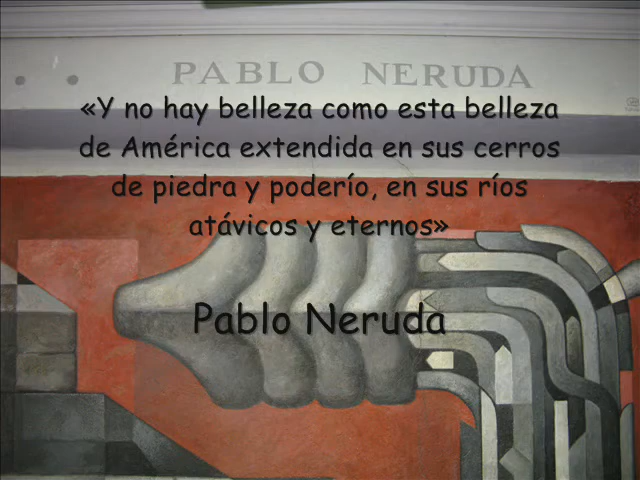 PABLO NERUDA
«Y no hay belleza como esta belleza
de América extendida en sus cerros
de piedra y poderío, en sus ríos
atávicos y eternos»
Pablo Neruda